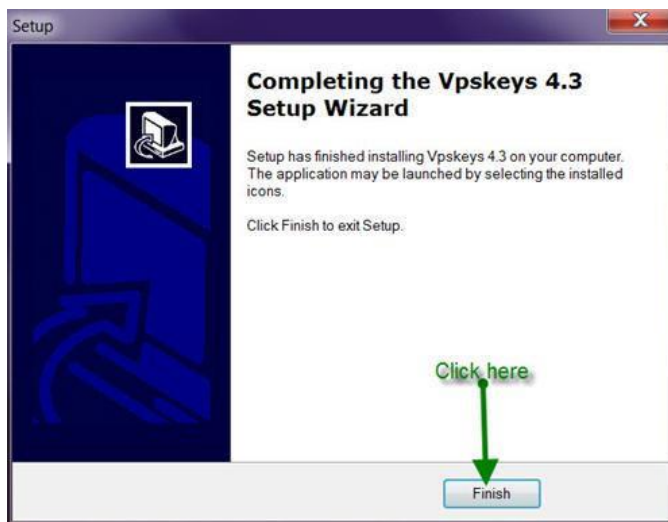 Setup
Completing the Vpskeys 4.3
Setup Wizard
Setup has finished installing Vpskeys 4.3 on your computer.
The application may be launched by selecting the installed
icons.
Click Finish to exit Setup.
Click here
Finish